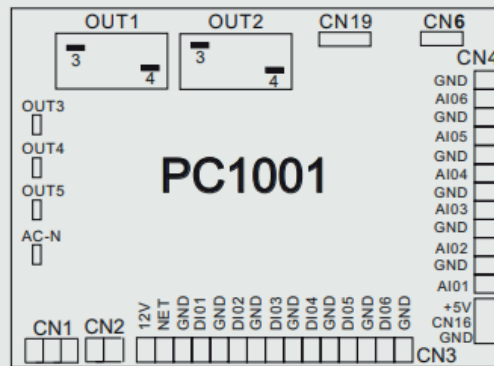 OUT1
OUT2
CN19
CN6
CN4
3
4
3
4
OUT3
OUT4
OUT5
AC-N
PC1001
GND
AI06
GND
AI05
GND
AI04
GND
AI03
GND
AI02
GND
AI01
+5V
CN16
GND
CN1
CN2
12V
NET
GND
DI01
GND
DI02
GND
DI03
GND
DI04
GND
DI05
GND
DI06
GND
CN3